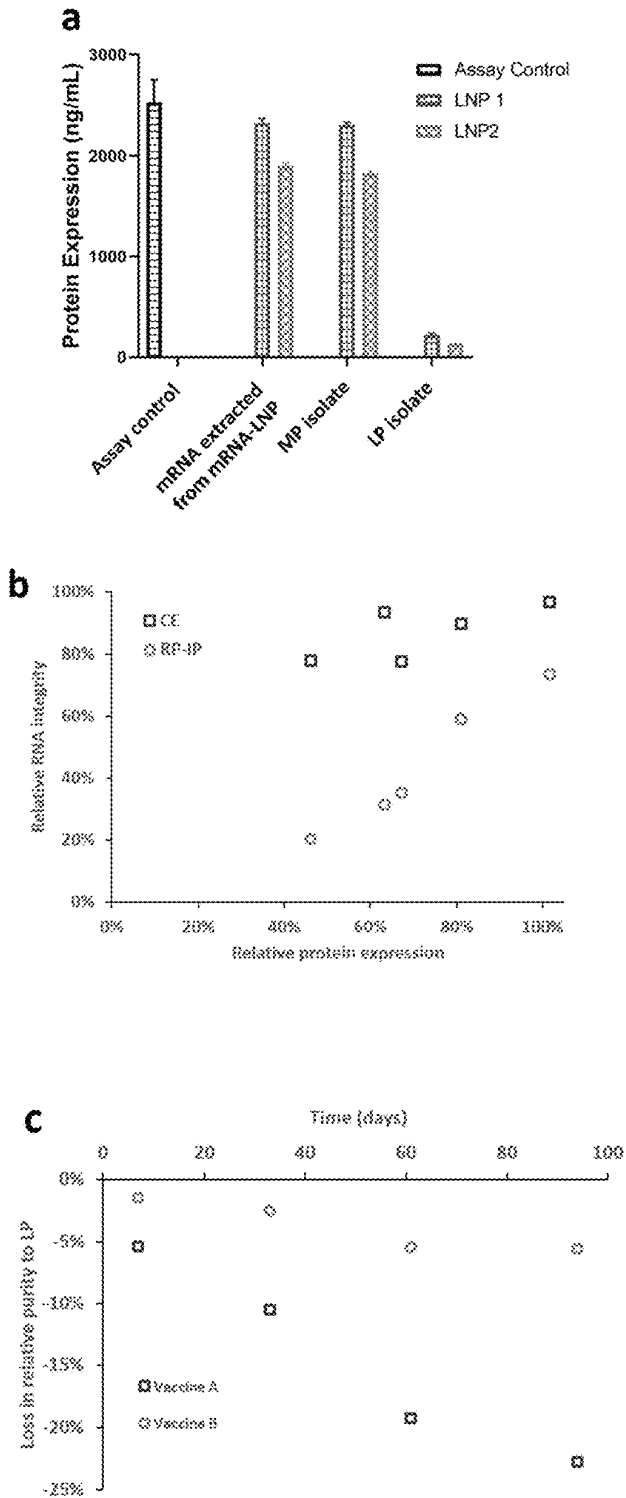 a
Protein Expression (ng/mL)
3000
2000
1000
0
Assay Control
LNP 1
LNP2
Assay control
mRNA extracted
from mRNA-LNP
MP isolate
LP isolate
b
Relative RNA integrity
100%
80%
60%
40%
20%
0%
CE
RP-IP
0% 20% 40% 60% 80% 100%
Relative protein expression
c
Time (days)
0 20 40 60 80 100
Loss in relative purity to LP
0%
-5%
-10%
-15%
-20%
-25%
Vaccine A
Vaccine B